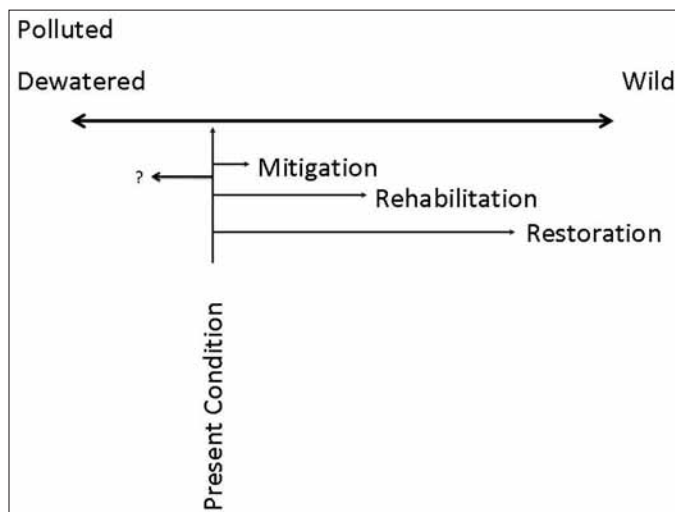 Polluted
Dewatered
Wild
Mitigation
?
Rehabilitation
Restoration
Present Condition